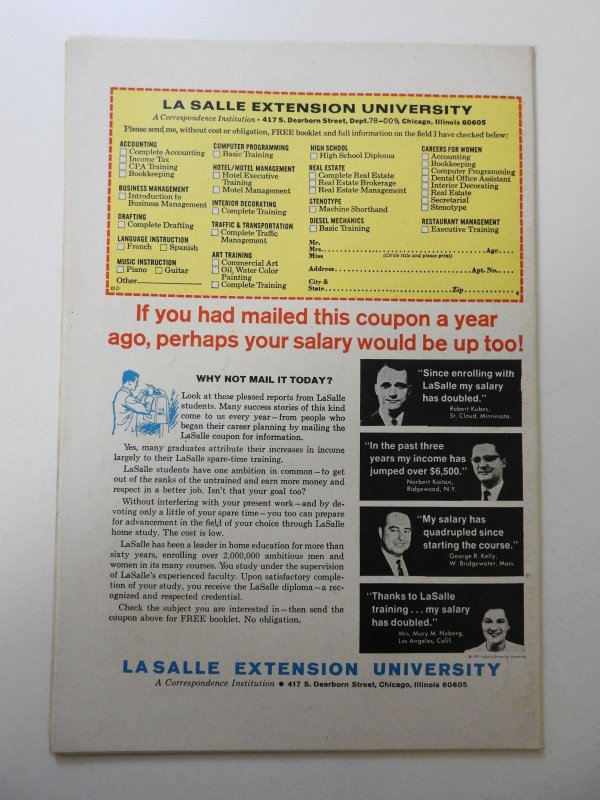 LA SALLE EXTENSION UNIVERSITY
A Correspondence Institution • 417 S. Dearborn Street, Dept. 78-009, Chicago, Illinois 60605
Please send me, without cost or obligation, FREE booklet and full information on the field I have checked below:
ACCOUNTING
Complete Accounting
Income Tax
CPA Training
Bookkeeping
BUSINESS MANAGEMENT
Introduction to
Business Management
DRAFTING
Complete Drafting
LANGUAGE INSTRUCTION
French Spanish
MUSIC INSTRUCTION
Piano Guitar
Other
010
COMPUTER PROGRAMMING
Basic Training
HOTEL/MOTEL MANAGEMENT
Hotel Executive
Training
Motel Management
INTERIOR DECORATING
Complete Training
TRAFFIC & TRANSPORTATION
Complete Traffic
Management
ART TRAINING
Commercial Art
Oil, Water Color
Painting
Complete Training
HIGH SCHOOL
High School Diploma
REAL ESTATE
Complete Real Estate
Real Estate Brokerage
Real Estate Management
STENOTYPE
Machine Shorthand
DIESEL MECHANICS
Basic Training
CAREERS FOR WOMEN
Accounting
Bookkeeping
Computer Programming
Dental Office Assistant
Interior Decorating
Real Estate
Secretarial
Stenotype
RESTAURANT MANAGEMENT
Executive Training
Mr.
Mrs. Age
Miss (Circle title and please print)
Address Apt. No.
City &
State Zip
If you had mailed this coupon a year
ago, perhaps your salary would be up too!
WHY NOT MAIL IT TODAY?
Look at these pleased reports from LaSalle
students. Many success stories of this kind
come to us every year—from people who
began their career planning by mailing the
LaSalle coupon for information.
Yes, many graduates attribute their increases in income
largely to their LaSalle spare-time training.
LaSalle students have one ambition in common—to get
out of the ranks of the untrained and earn more money and
respect in a better job. Isn't that your goal too?
Without interfering with your present work—and by de-
voting only a little of your spare time—you too can prepare
for advancement in the field of your choice through LaSalle
home study. The cost is low.
LaSalle has been a leader in home education for more than
sixty years, enrolling over 2,000,000 ambitious men and
women in its many courses. You study under the supervision
of LaSalle's experienced faculty. Upon satisfactory comple-
tion of your study, you receive the LaSalle diploma—a rec-
ognized and respected credential.
Check the subject you are interested in—then send the
coupon above for FREE booklet. No obligation.
"Since enrolling with
LaSalle my salary
has doubled."
Robert Kubec,
St. Cloud, Minnesota
"In the past three
years my income has
jumped over $6,500."
Norbert Kaitan,
Ridgewood, N.Y.
"My salary has
quadrupled since
starting the course."
George R. Kelly,
W. Bridgewater, Mass.
"Thanks to LaSalle
training . . . my salary
has doubled."
Mrs. Mary M. Nyberg,
Los Angeles, Calif.
LASALLE EXTENSION UNIVERSITY
A Correspondence Institution • 417 S. Dearborn Street, Chicago, Illinois 60605